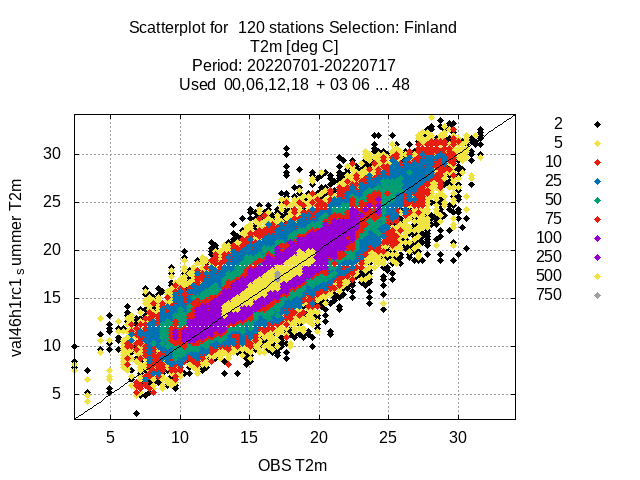 Scatterplot for 120 stations Selection: Finland
T2m [deg C]
Period: 20220701-20220717
Used 00,06,12,18 + 03 06 ... 48
val46h1rc1 summer T2m
30
25
20
15
10
5
5 10 15 20 25 30
OBS T2m
2
5
10
25
50
75
100
250
500
750